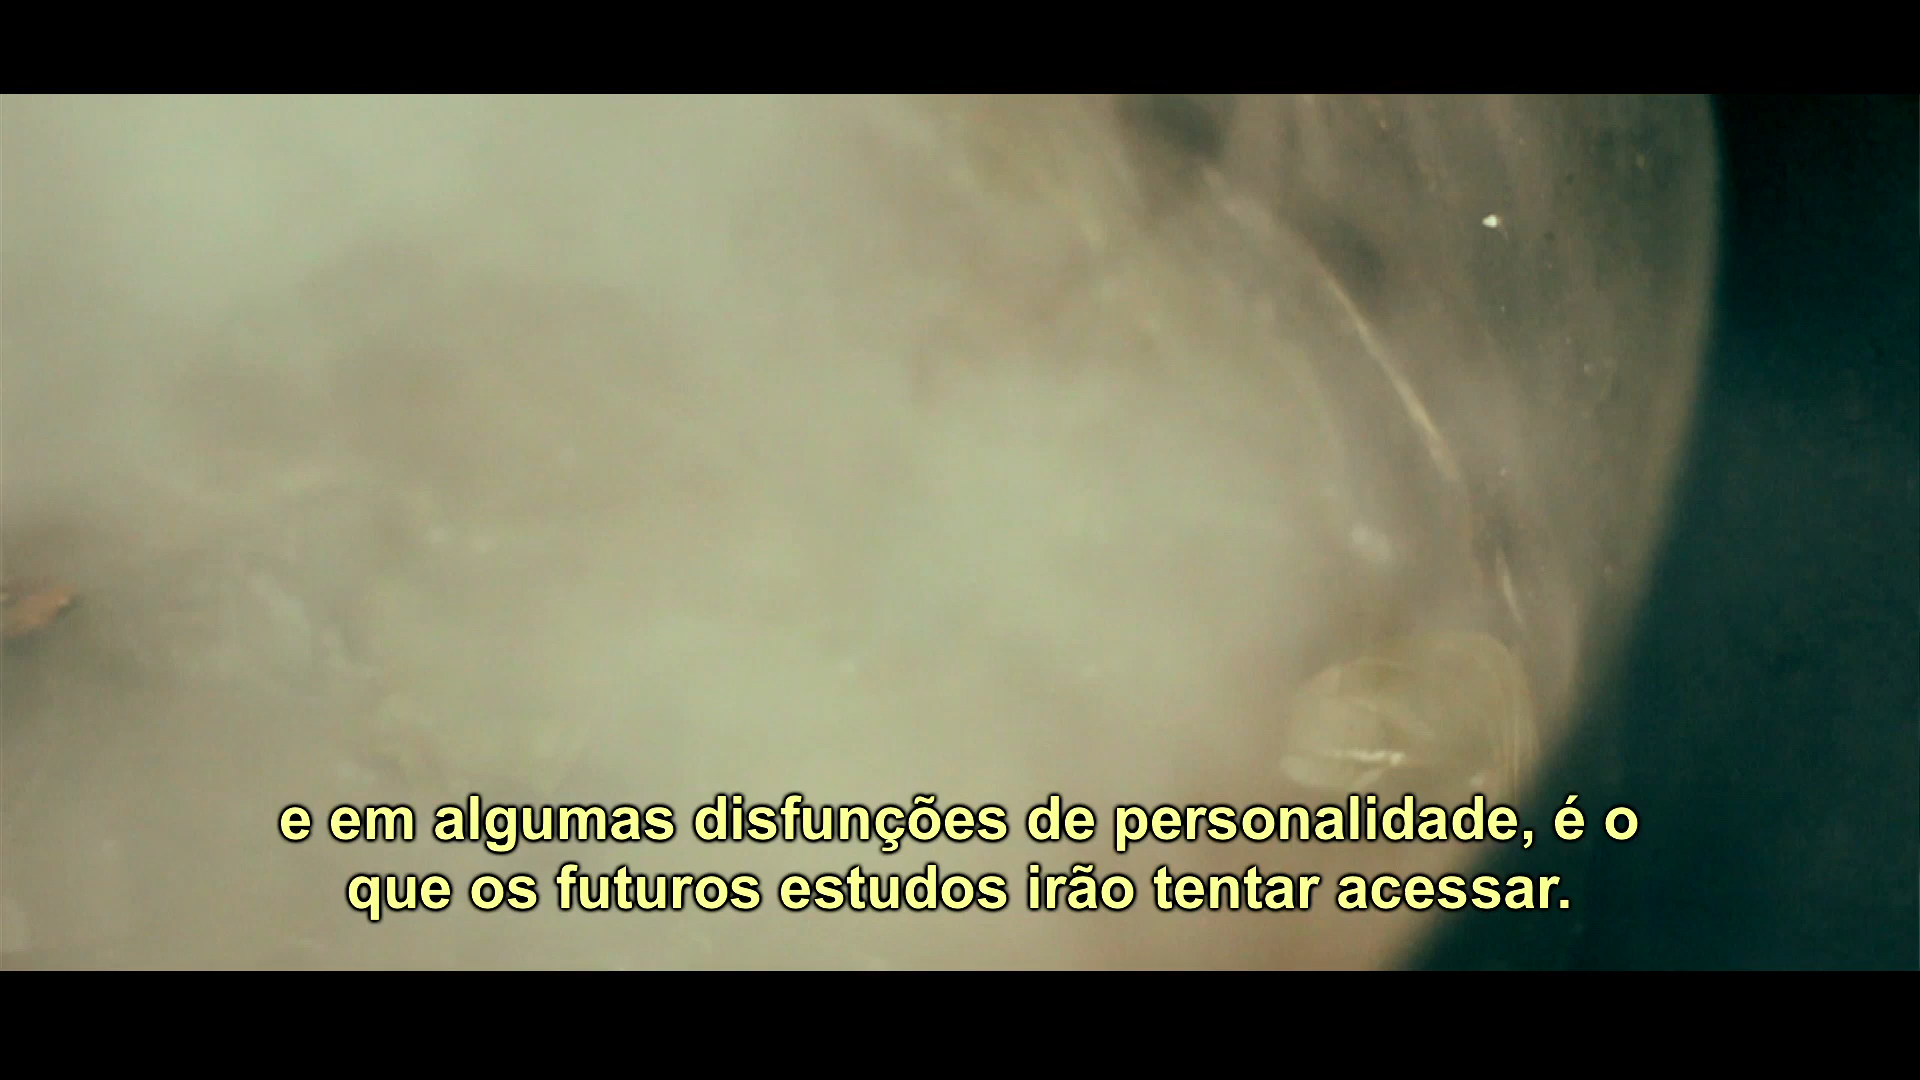 e em algumas disfunções de personalidade, é o
que os futuros estudos irão tentar acessar.